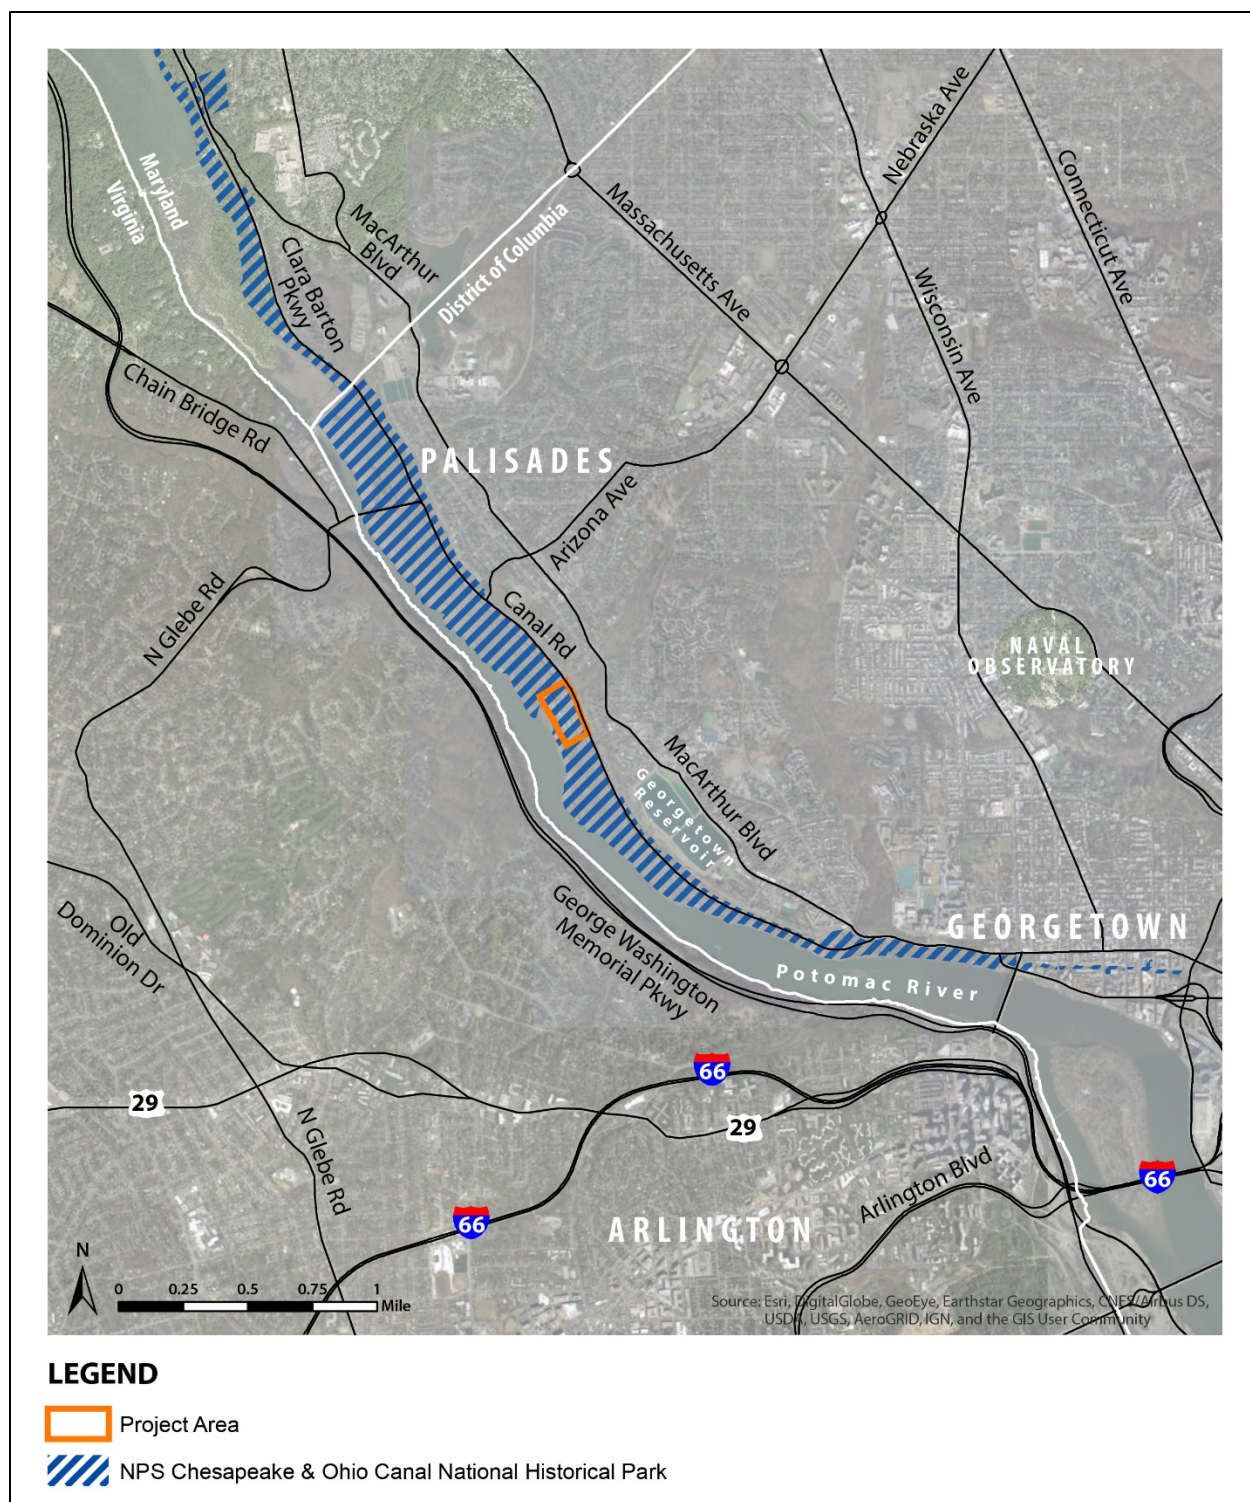 Nebraska Ave
Connecticut Ave
Maryland
Virginia
MacArthur
Blvd
District of Columbia
Massachusetts Ave
Clara Barton
Pkwy
Wisconsin Ave
Chain Bridge Rd
PALISADES
Arizona Ave
N Glebe Rd
Canal Rd
NAVAL
OBSERVATORY
MacArthur Blvd
Georgetown
Reservoir
Old
Dominion Dr
George Washington
Memorial Pkwy
GEORGETOWN
Potomac River
66
29
29
N Glebe Rd
66
Arlington Blvd
66
ARLINGTON
N
0 0.25 0.5 0.75 1
Mile
Source: Esri, DigitalGlobe, GeoEye, Earthstar Geographics, CNES/Airbus DS,
USDA, USGS, AeroGRID, IGN, and the GIS User Community
LEGEND
Project Area
NPS Chesapeake & Ohio Canal National Historical Park